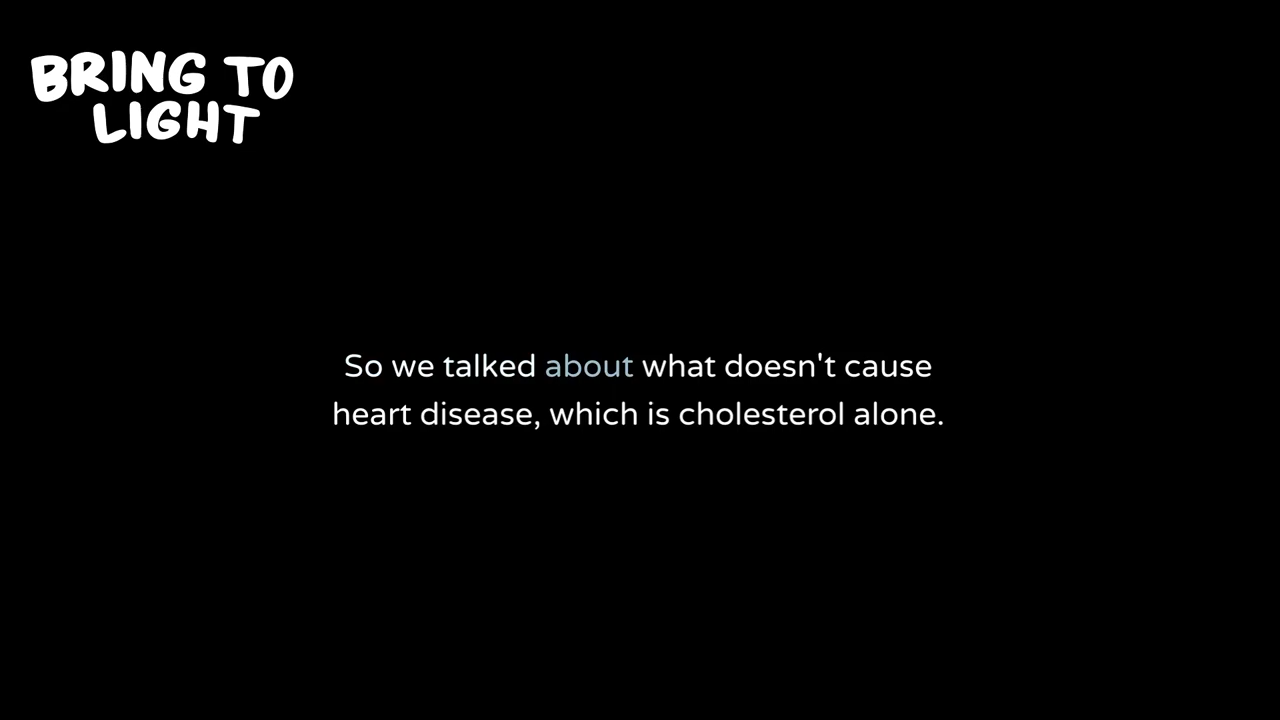 BRING TO
LIGHT
So we talked about what doesn't cause
heart disease, which is cholesterol alone.